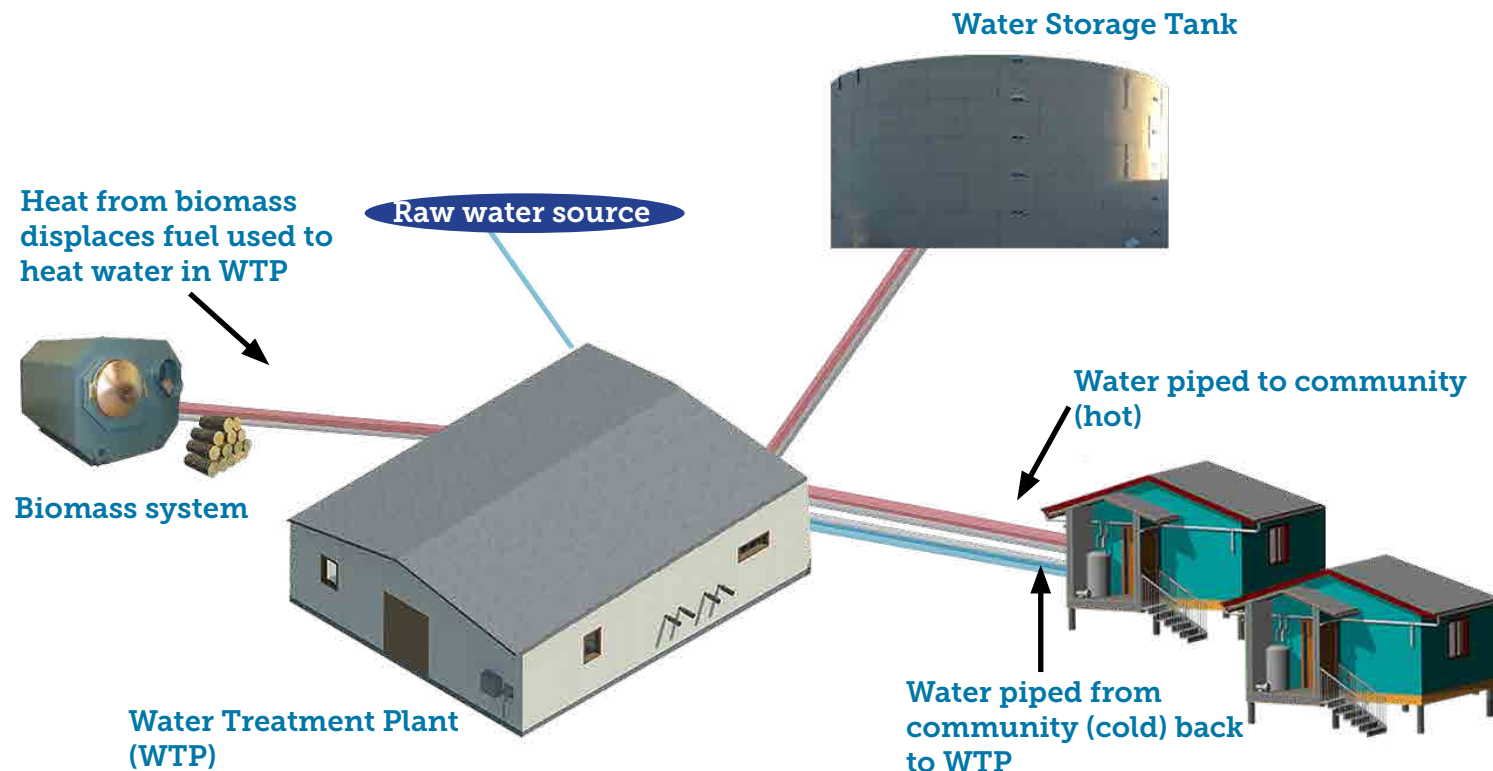 Water Storage Tank
Heat from biomass
displaces fuel used to
heat water in WTP
Raw water source
Water piped to community
(hot)
Biomass system
Water piped from
community (cold) back
to WTP
Water Treatment Plant
(WTP)